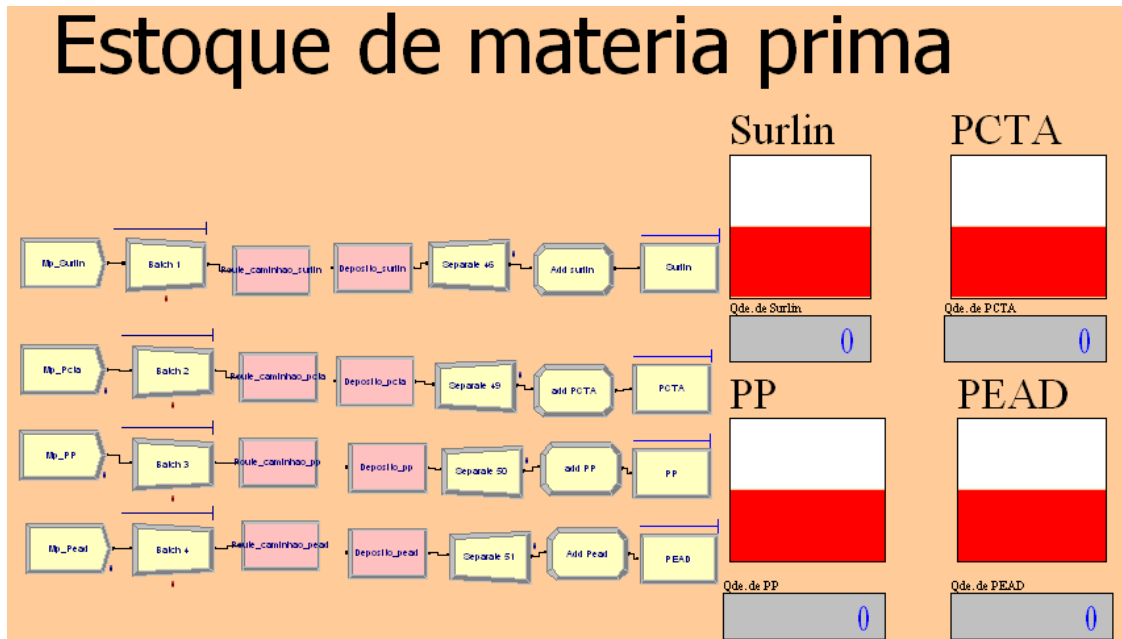 Estoque de materia prima
Mp_Surlin
Batch 1
Route_caminhao_surlin
Deposito_surlin
Separate 46
Add surlin
Surlin
Mp_Pcta
Batch 2
Route_caminhao_pcta
Deposito_pcta
Separate 49
add PCTA
PCTA
Mp_PP
Batch 3
Route_caminhao_pp
Deposito_pp
Separate 50
add PP
PP
Mp_Pead
Batch 4
Route_caminhao_pead
Deposito_pead
Separate 51
Add Pead
PEAD
Surlin
Qde. de Surlin
0
PCTA
Qde. de PCTA
0
PP
Qde. de PP
0
PEAD
Qde. de PEAD
0